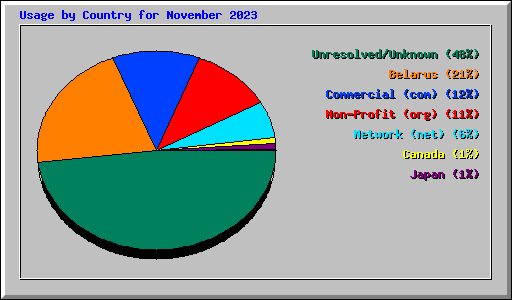 Usage by Country for November 2023
Unresolved/Unknown (48%)
Belarus (21%)
Commercial (com) (12%)
Non-Profit (org) (11%)
Network (net) (6%)
Canada (1%)
Japan (1%)